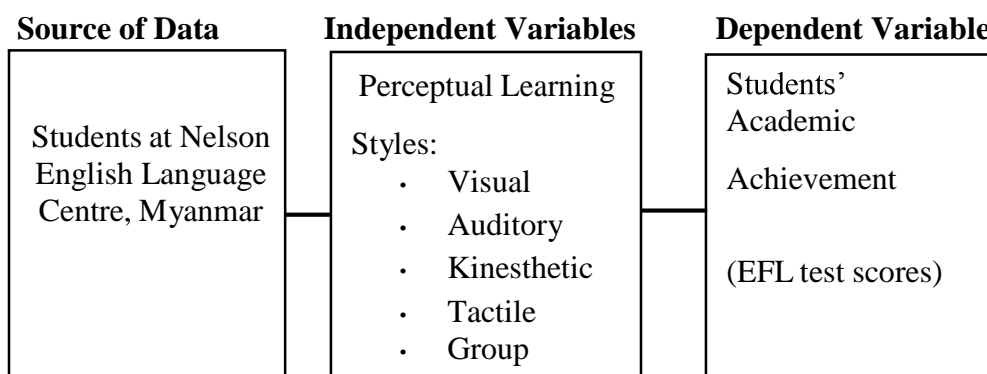 Source of Data
Independent Variables
Dependent Variable
Students at Nelson
English Language
Centre, Myanmar
Perceptual Learning
Styles:
· Visual
· Auditory
· Kinesthetic
· Tactile
· Group
Students’
Academic
Achievement
(EFL test scores)